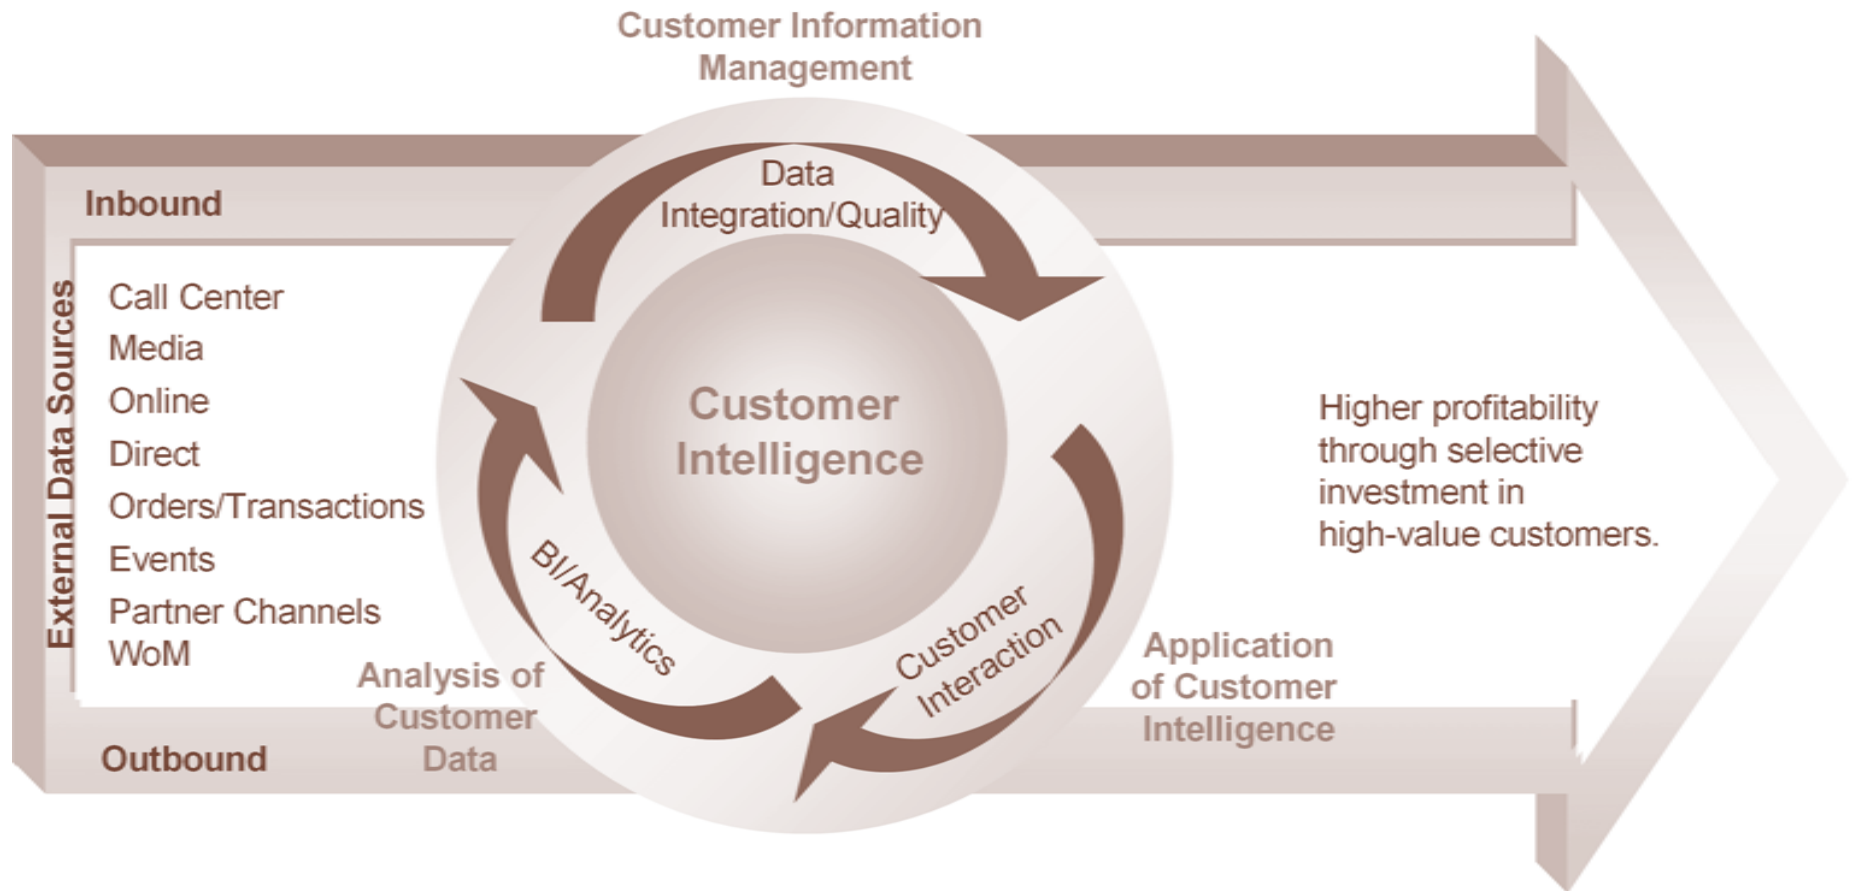 Customer Information
Management
Inbound
Data
Integration/Quality
External Data Sources
Call Center
Media
Online
Direct
Orders/Transactions
Events
Partner Channels
WoM
Customer
Intelligence
BI/Analytics
Customer
Interaction
Higher profitability
through selective
investment in
high-value customers.
Analysis of
Customer
Data
Application
of Customer
Intelligence
Outbound